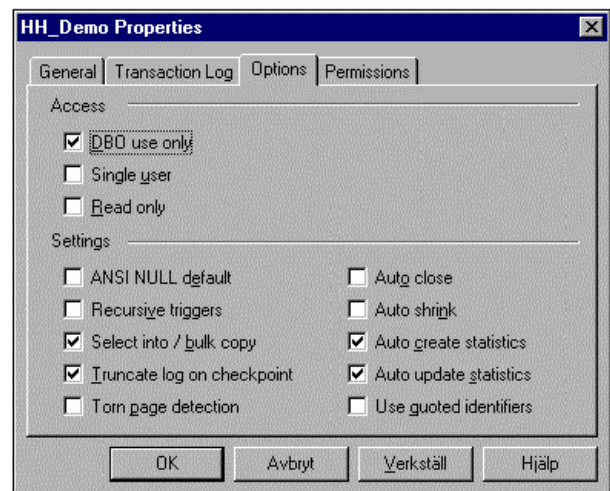 HH_Demo Properties
General Transaction Log Options Permissions
Access
DBO use only
Single user
Read only
Settings
ANSI NULL default
Recursive triggers
Select into / bulk copy
Truncate log on checkpoint
Torn page detection
Auto close
Auto shrink
Auto create statistics
Auto update statistics
Use quoted identifiers
OK Avbryt Verkställ Hjälp